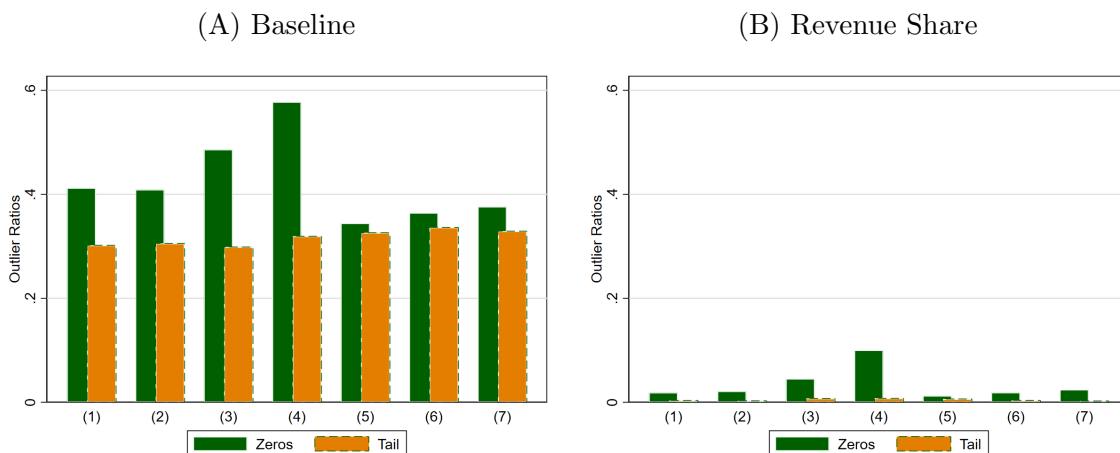 (A) Baseline
.6
.4
.2
0
Outlier Ratios
(1) (2) (3) (4) (5) (6) (7)
Zeros Tail
(B) Revenue Share
.6
.4
.2
0
Outlier Ratios
(1) (2) (3) (4) (5) (6) (7)
Zeros Tail